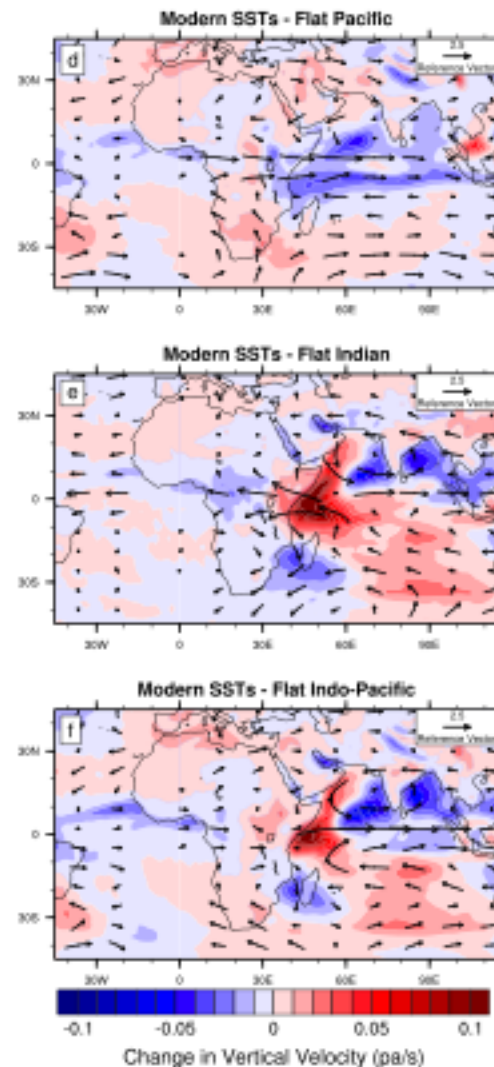 Modern SSTs - Flat Pacific
d
2.5
Reference Vector
30N
0
30S
30W
0
30E
60E
90E
Modern SSTs - Flat Indian
e
2.5
Reference Vector
30N
0
30S
30W
0
30E
60E
90E
Modern SSTs - Flat Indo-Pacific
f
2.5
Reference Vector
30N
0
30S
30W
0
30E
60E
90E
-0.1 -0.05 0 0.05 0.1
Change in Vertical Velocity (pa/s)